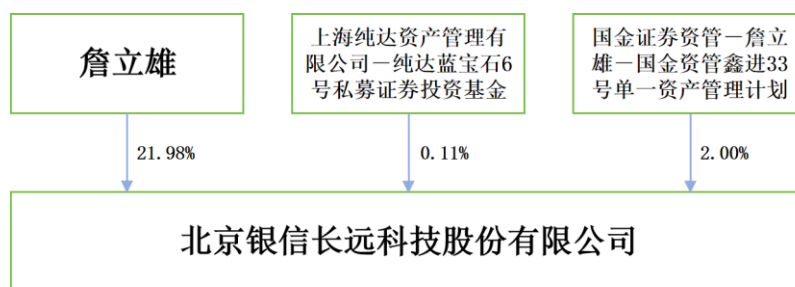 詹立雄
上海纯达资产管理有
限公司－纯达蓝宝石6
号私募证券投资基金
国金证券资管－詹立
雄－国金资管鑫进33
号单一资产管理计划
21.98%
0.11%
2.00%
北京银信长远科技股份有限公司